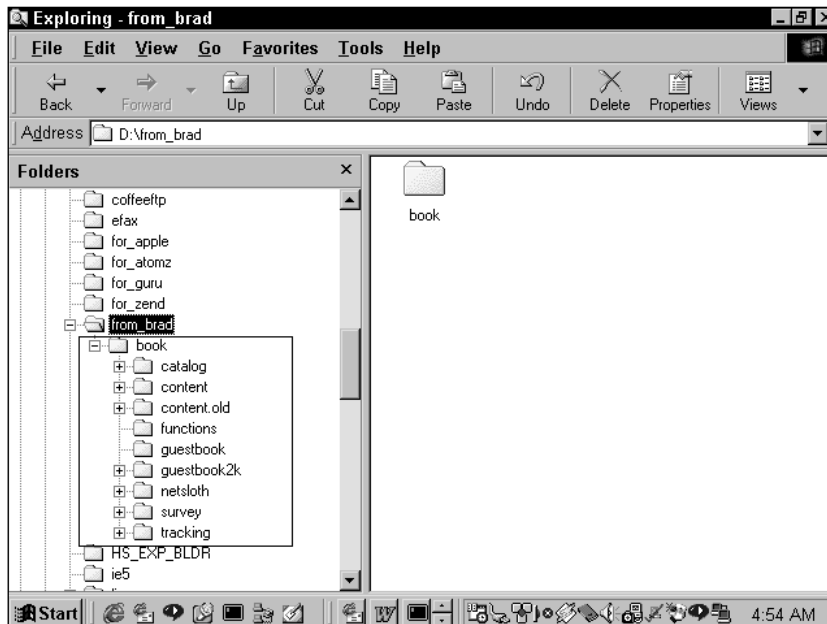 Exploring - from_brad
File Edit View Go Favorites Tools Help
Back Forward Up Cut Copy Paste Undo Delete Properties Views
Address D:\from_brad
Folders
coffeeftp
efax
for_apple
for_atomz
for_guru
for_zend
from_brad
book
catalog
content
content.old
functions
guestbook
guestbook2k
netsloth
survey
tracking
HS_EXP_BLDR
ie5
book
Start 4:54 AM